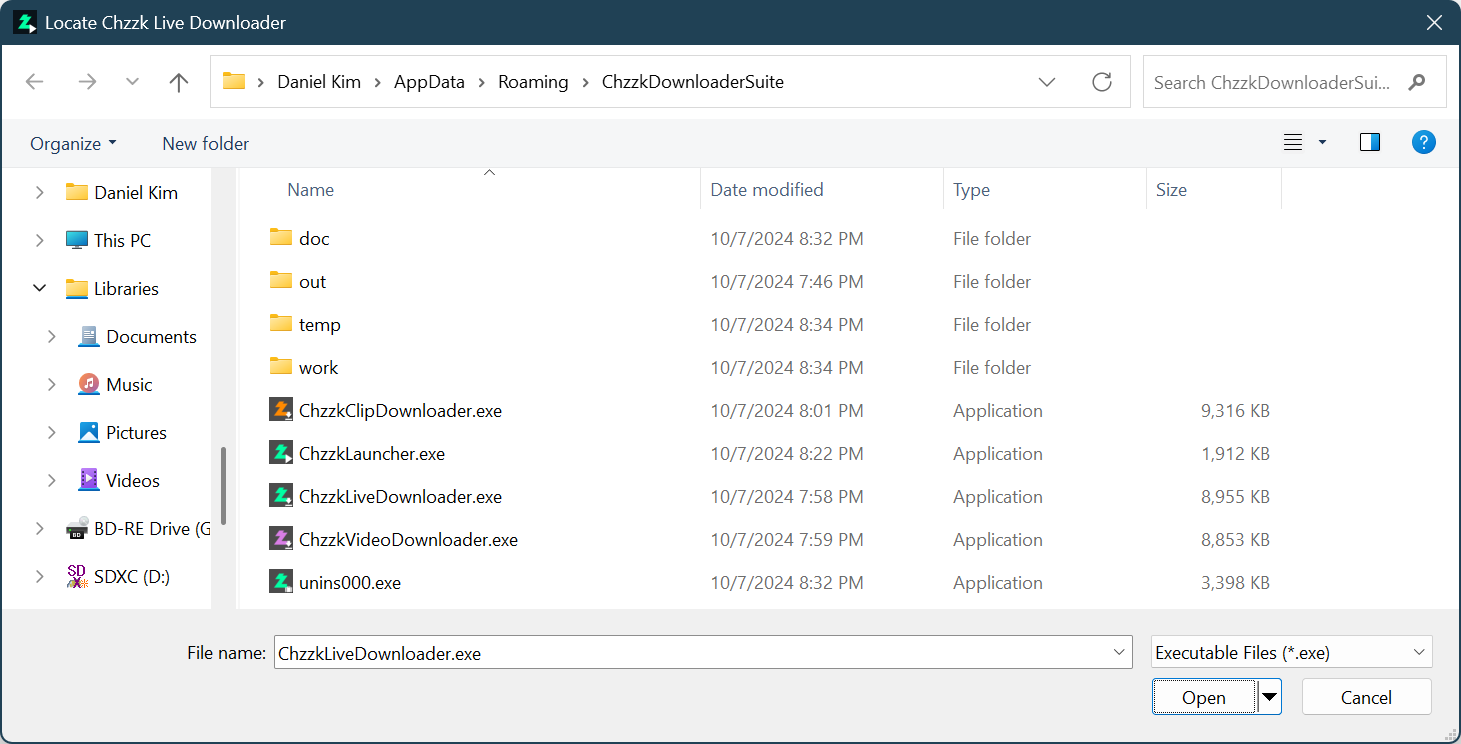 Locate Chzzk Live Downloader
Daniel Kim > AppData > Roaming > ChzzkDownloaderSuite
Search ChzzkDownloaderSui...
Organize
New folder
?
Daniel Kim
This PC
Libraries
Documents
Music
Pictures
Videos
BD-RE Drive (G
SD
SDXC (D:)
Name Date modified Type Size
doc 10/7/2024 8:32 PM File folder
out 10/7/2024 7:46 PM File folder
temp 10/7/2024 8:34 PM File folder
work 10/7/2024 8:34 PM File folder
ChzzkClipDownloader.exe 10/7/2024 8:01 PM Application 9,316 KB
ChzzkLauncher.exe 10/7/2024 8:22 PM Application 1,912 KB
ChzzkLiveDownloader.exe 10/7/2024 7:58 PM Application 8,955 KB
ChzzkVideoDownloader.exe 10/7/2024 7:59 PM Application 8,853 KB
unins000.exe 10/7/2024 8:32 PM Application 3,398 KB
File name: ChzzkLiveDownloader.exe
Executable Files (*.exe)
Open
Cancel